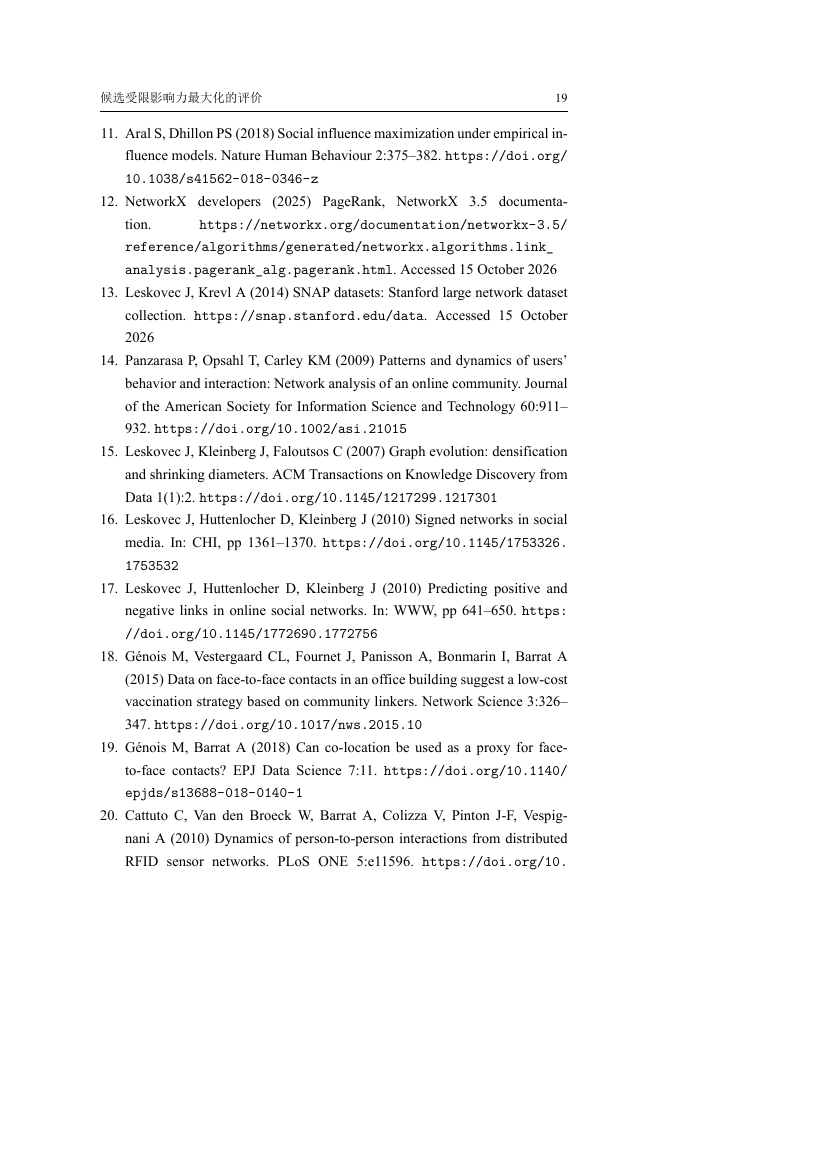 候选受限影响力最大化的评价 19
11. Aral S, Dhillon PS (2018) Social influence maximization under empirical in-
fluence models. Nature Human Behaviour 2:375–382. https://doi.org/
10.1038/s41562-018-0346-z
12. NetworkX developers (2025) PageRank, NetworkX 3.5 documenta-
tion. https://networkx.org/documentation/networkx-3.5/
reference/algorithms/generated/networkx.algorithms.link_
analysis.pagerank_alg.pagerank.html. Accessed 15 October 2026
13. Leskovec J, Krevl A (2014) SNAP datasets: Stanford large network dataset
collection. https://snap.stanford.edu/data. Accessed 15 October
2026
14. Panzarasa P, Opsahl T, Carley KM (2009) Patterns and dynamics of users’
behavior and interaction: Network analysis of an online community. Journal
of the American Society for Information Science and Technology 60:911–
932. https://doi.org/10.1002/asi.21015
15. Leskovec J, Kleinberg J, Faloutsos C (2007) Graph evolution: densification
and shrinking diameters. ACM Transactions on Knowledge Discovery from
Data 1(1):2. https://doi.org/10.1145/1217299.1217301
16. Leskovec J, Huttenlocher D, Kleinberg J (2010) Signed networks in social
media. In: CHI, pp 1361–1370. https://doi.org/10.1145/1753326.
1753532
17. Leskovec J, Huttenlocher D, Kleinberg J (2010) Predicting positive and
negative links in online social networks. In: WWW, pp 641–650. https:
//doi.org/10.1145/1772690.1772756
18. Génois M, Vestergaard CL, Fournet J, Panisson A, Bonmarin I, Barrat A
(2015) Data on face-to-face contacts in an office building suggest a low-cost
vaccination strategy based on community linkers. Network Science 3:326–
347. https://doi.org/10.1017/nws.2015.10
19. Génois M, Barrat A (2018) Can co-location be used as a proxy for face-
to-face contacts? EPJ Data Science 7:11. https://doi.org/10.1140/
epjds/s13688-018-0140-1
20. Cattuto C, Van den Broeck W, Barrat A, Colizza V, Pinton J-F, Vespig-
nani A (2010) Dynamics of person-to-person interactions from distributed
RFID sensor networks. PLoS ONE 5:e11596. https://doi.org/10.